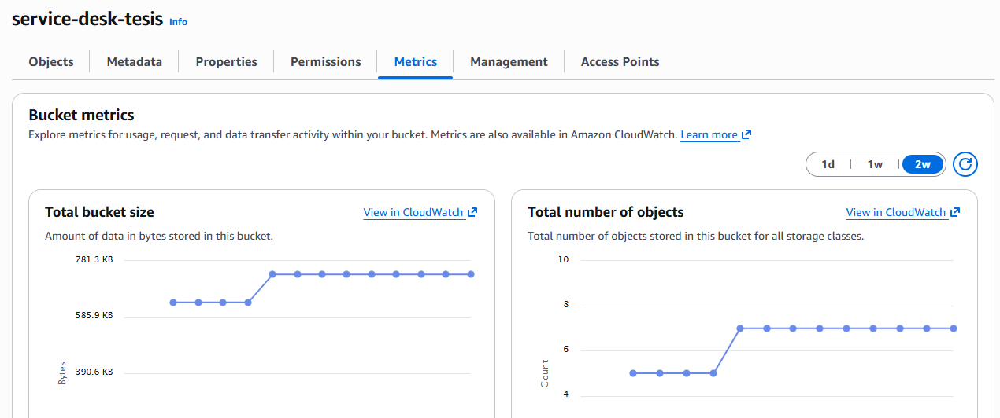 service-desk-tesis Info
Objects Metadata Properties Permissions Metrics Management Access Points
Bucket metrics
Explore metrics for usage, request, and data transfer activity within your bucket. Metrics are also available in Amazon CloudWatch. Learn more
1d 1w 2w
Total bucket size View in CloudWatch
Amount of data in bytes stored in this bucket.
781.3 KB
585.9 KB
390.6 KB
Bytes
Total number of objects View in CloudWatch
Total number of objects stored in this bucket for all storage classes.
10
8
6
4
Count